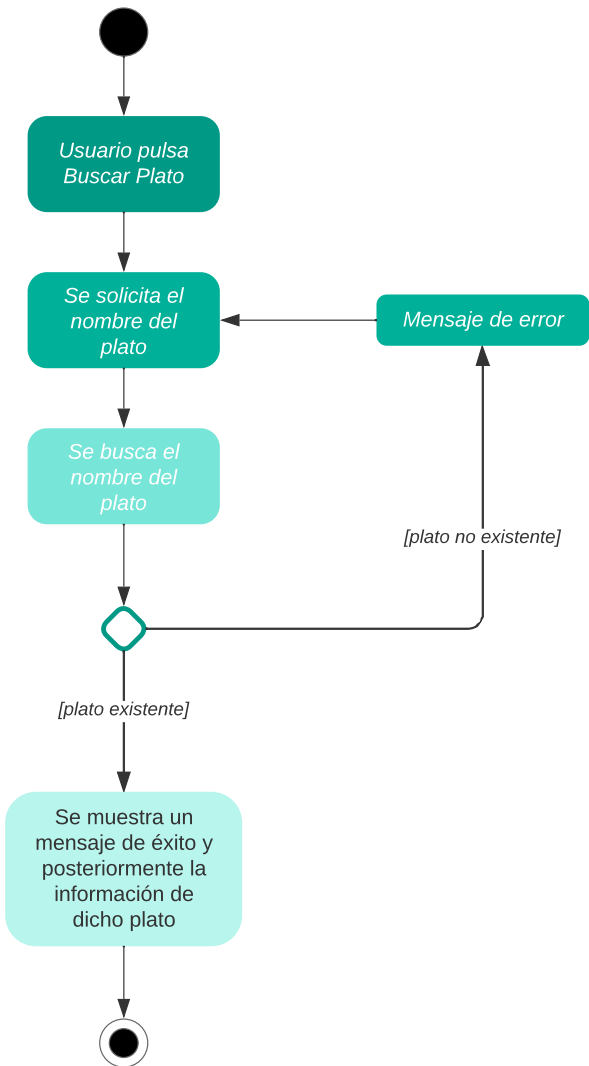 Usuario pulsa
Buscar Plato
Se solicita el
nombre del
plato
Mensaje de error
Se busca el
nombre del
plato
[plato no existente]
[plato existente]
Se muestra un
mensaje de éxito y
posteriormente la
información de
dicho plato